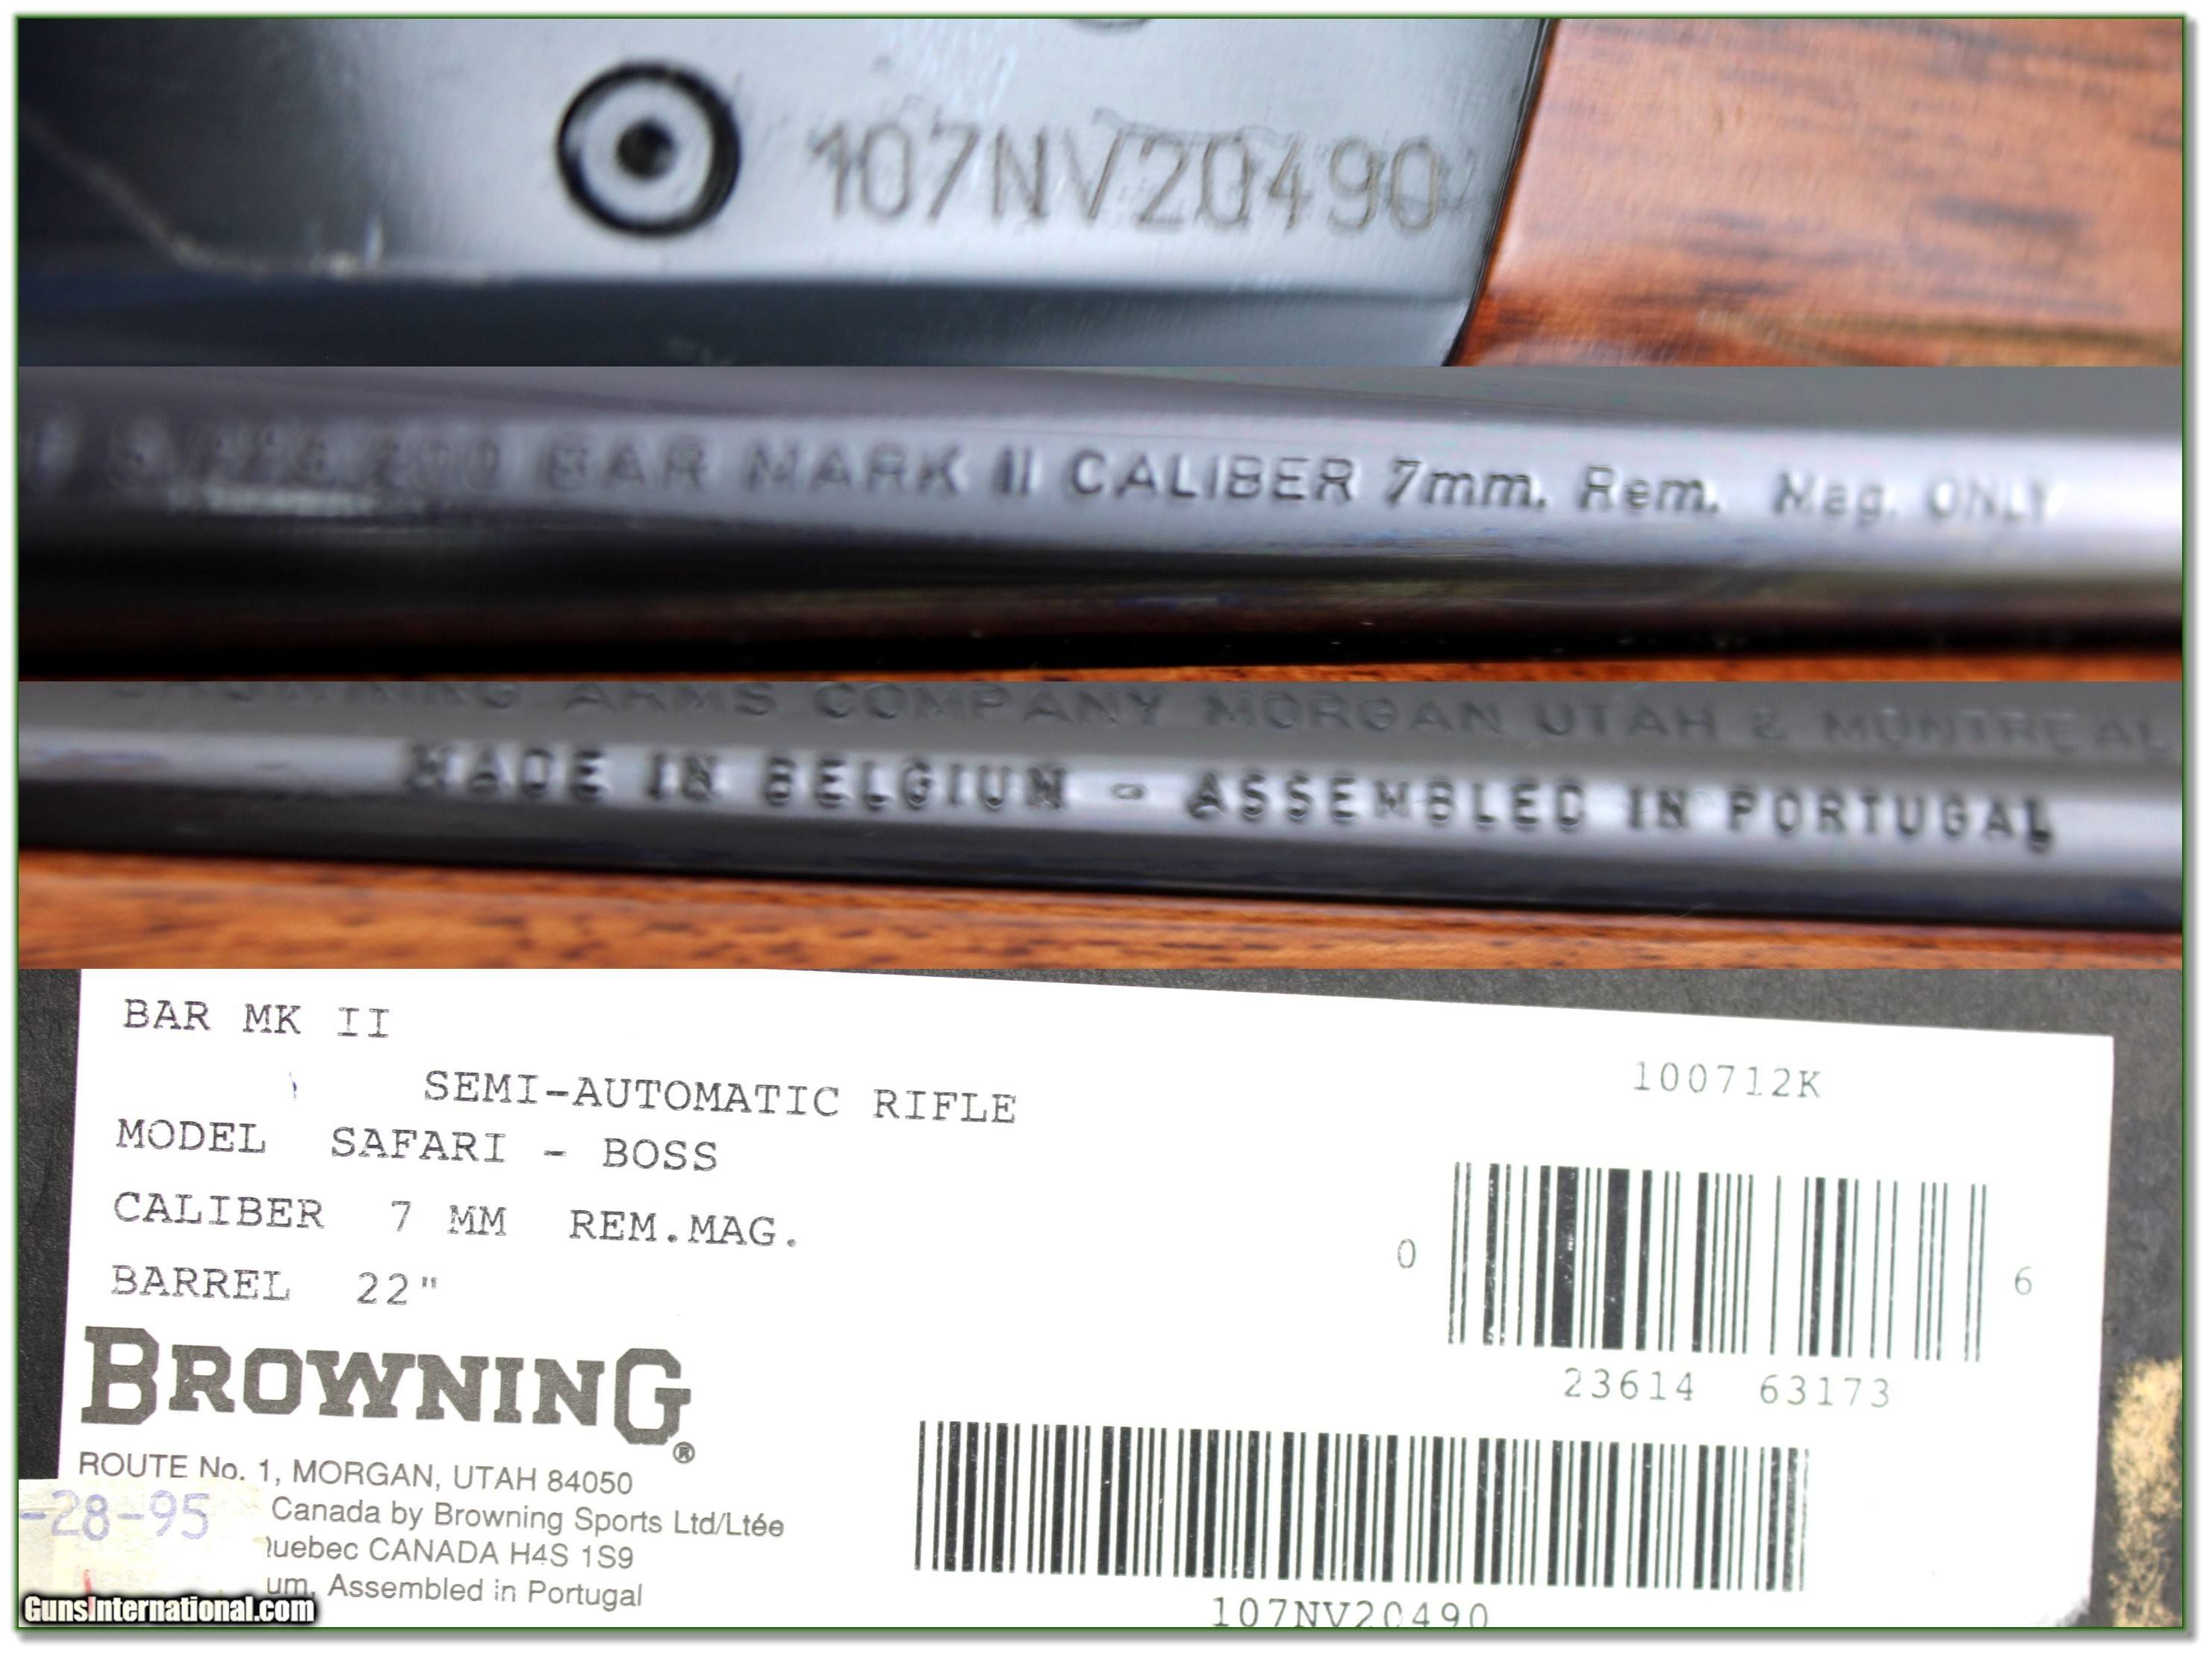 107NV20490
BAR MARK II CALIBER 7mm. Rem. Mag. ONLY
BROWNING ARMS COMPANY MORGAN UTAH & MONTREAL
MADE IN BELGIUM - ASSEMBLED IN PORTUGAL
BAR MK II
SEMI-AUTOMATIC RIFLE
100712K
MODEL SAFARI - BOSS
CALIBER 7 MM REM.MAG.
BARREL 22"
0 6
23614 63173
BROWNING®
ROUTE No. 1, MORGAN, UTAH 84050
-28-95
Canada by Browning Sports Ltd/Ltée
CANADA H4S 1S9
Assembled in Portugal
107NV20490
GunsInternational.com